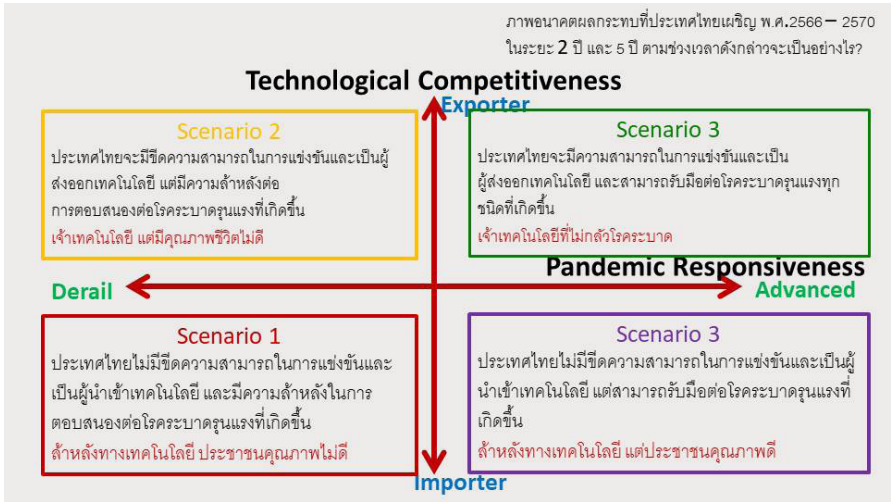 ภาพอนาคตผลกระทบที่ประเทศไทยเผชิญ พ.ศ.2566 – 2570
ในระยะ 2 ปี และ 5 ปี ตามช่วงเวลาดังกล่าวจะเป็นอย่างไร?
Technological Competitiveness
Exporter
Scenario 2
ประเทศไทยจะมีขีดความสามารถในการแข่งขันและเป็นผู้
ส่งออกเทคโนโลยี แต่มีความล้าหลังต่อ
การตอบสนองต่อโรคระบาดรุนแรงที่เกิดขึ้น
เจ้าเทคโนโลยี แต่มีคุณภาพชีวิตไม่ดี
Scenario 3
ประเทศไทยจะมีความสามารถในการแข่งขันและเป็น
ผู้ส่งออกเทคโนโลยี และสามารถรับมือต่อโรคระบาดรุนแรงทุก
ชนิดที่เกิดขึ้น
เจ้าเทคโนโลยีที่ไม่กลัวโรคระบาด
Pandemic Responsiveness
Derail
Advanced
Scenario 1
ประเทศไทยไม่มีขีดความสามารถในการแข่งขันและ
เป็นผู้นำเข้าเทคโนโลยี และมีความล้าหลังในการ
ตอบสนองต่อโรคระบาดรุนแรงที่เกิดขึ้น
ล้าหลังทางเทคโนโลยี ประชาชนคุณภาพไม่ดี
Scenario 3
ประเทศไทยไม่มีขีดความสามารถในการแข่งขันและเป็นผู้
นำเข้าเทคโนโลยี แต่สามารถรับมือต่อโรคระบาดรุนแรงที่
เกิดขึ้น
ล้าหลังทางเทคโนโลยี แต่ประชาชนคุณภาพดี
Importer